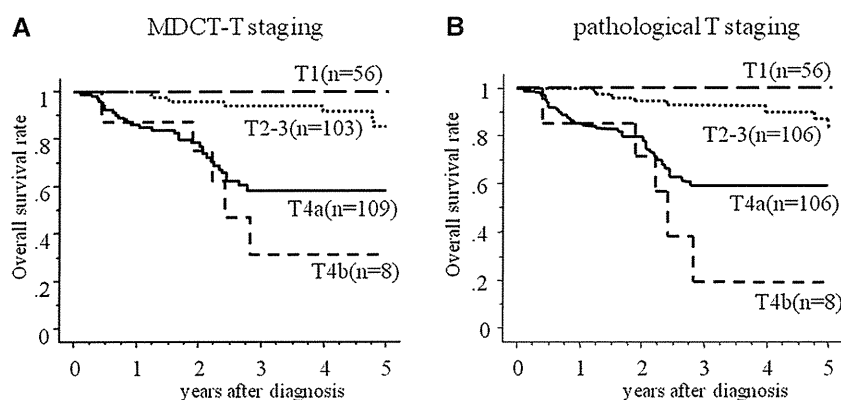 A
MDCT-T staging
Overall survival rate
1
.8
.6
.4
.2
0
T1(n=56)
T2-3(n=103)
T4a(n=109)
T4b(n=8)
0 1 2 3 4 5
years after diagnosis
B
pathological T staging
Overall survival rate
1
.8
.6
.4
.2
0
T1(n=56)
T2-3(n=106)
T4a(n=106)
T4b(n=8)
0 1 2 3 4 5
years after diagnosis